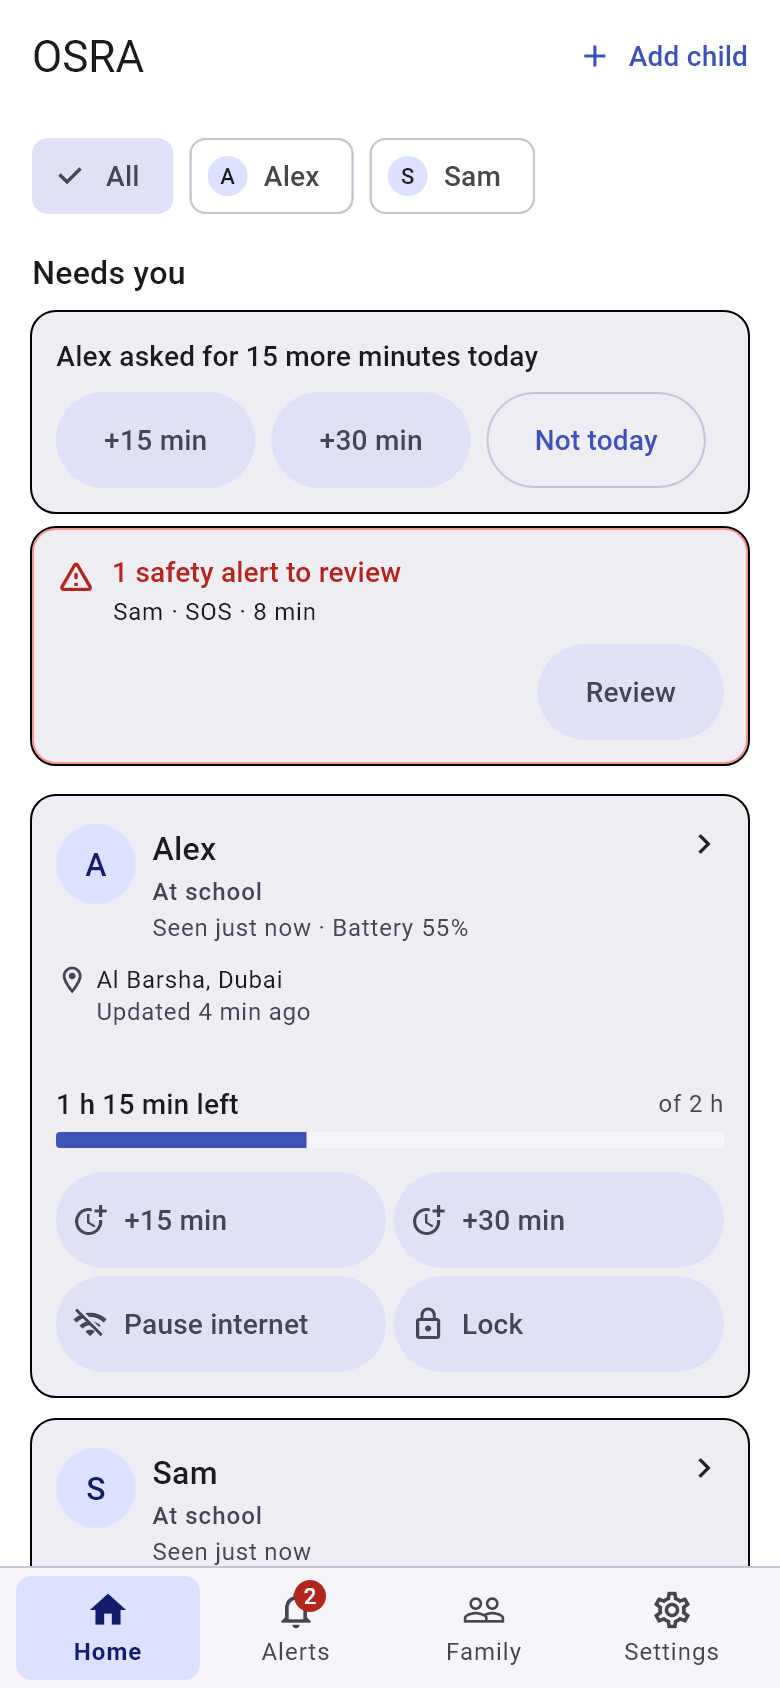 OSRA
Add child
All
A Alex
S Sam
Needs you
Alex asked for 15 more minutes today
+15 min
+30 min
Not today
1 safety alert to review
Sam · SOS · 8 min
Review
A
Alex
At school
Seen just now · Battery 55%
Al Barsha, Dubai
Updated 4 min ago
1 h 15 min left
of 2 h
+15 min
+30 min
Pause internet
Lock
S
Sam
At school
Seen just now
Home
2
Alerts
Family
Settings